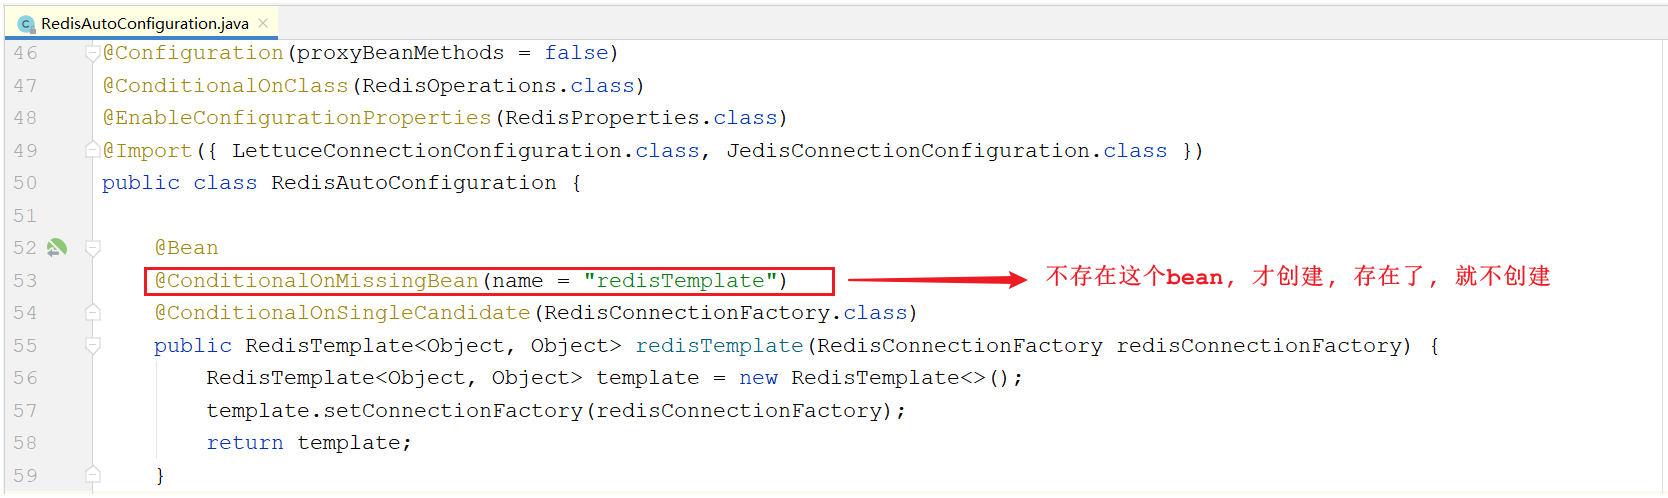 RedisAutoConfiguration.java
46 @Configuration(proxyBeanMethods = false)
47 @ConditionalOnClass(RedisOperations.class)
48 @EnableConfigurationProperties(RedisProperties.class)
49 @Import({ LettuceConnectionConfiguration.class, JedisConnectionConfiguration.class })
50 public class RedisAutoConfiguration {
51
52 @Bean
53 @ConditionalOnMissingBean(name = "redisTemplate") 不存在这个bean, 才创建, 存在了, 就不创建
54 @ConditionalOnSingleCandidate(RedisConnectionFactory.class)
55 public RedisTemplate<Object, Object> redisTemplate(RedisConnectionFactory redisConnectionFactory) {
56 RedisTemplate<Object, Object> template = new RedisTemplate<>();
57 template.setConnectionFactory(redisConnectionFactory);
58 return template;
59 }